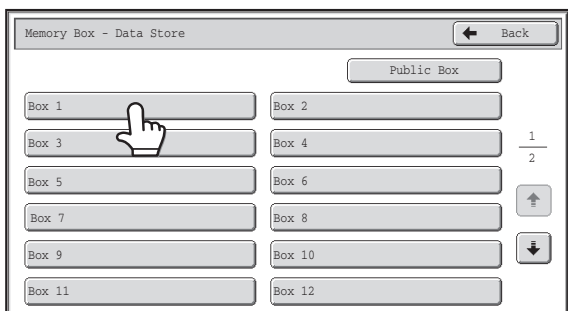 Memory Box - Data Store Back
Public Box
Box 1 Box 2
Box 3 Box 4
1
2
Box 5 Box 6
Box 7 Box 8
Box 9 Box 10
Box 11 Box 12